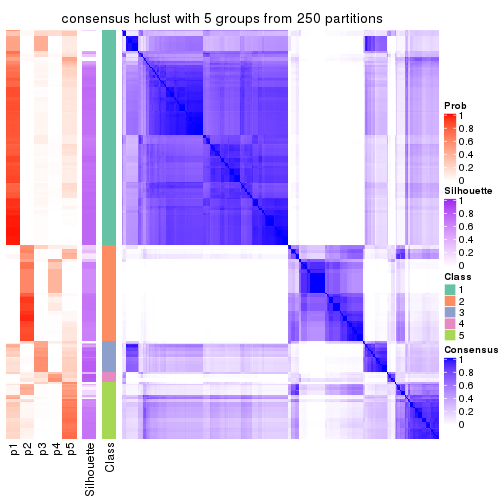 consensus hclust with 5 groups from 250 partitions
Prob
1
0.8
0.6
0.4
0.2
0
Silhouette
1
0.8
0.6
0.4
0.2
0
Class
1
2
3
4
5
Consensus
1
0.8
0.6
0.4
0.2
0
p1
p2
p3
p4
p5
Silhouette
Class